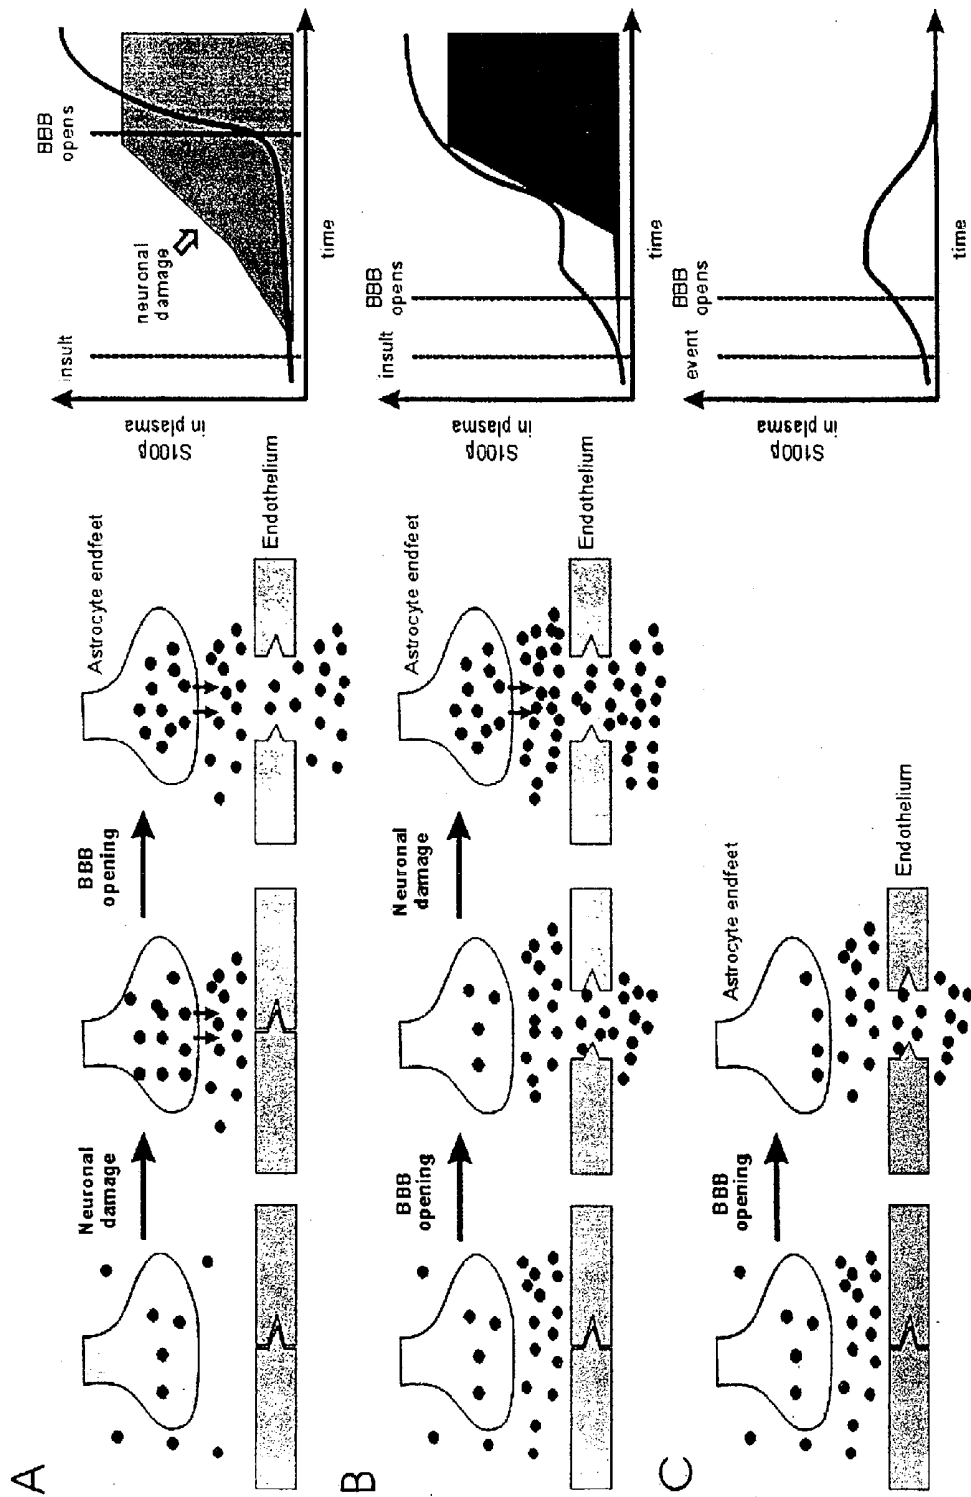 A
Neuronal
damage
BBB
opening
Astrocyte endfeet
Endothelium
S100β
in plasma
insult
neuronal
damage
BBB
opens
time
B
BBB
opening
Neuronal
damage
Astrocyte endfeet
Endothelium
S100β
in plasma
insult
BBB
opens
time
C
BBB
opening
Astrocyte endfeet
Endothelium
S100β
in plasma
event
BBB
opens
time